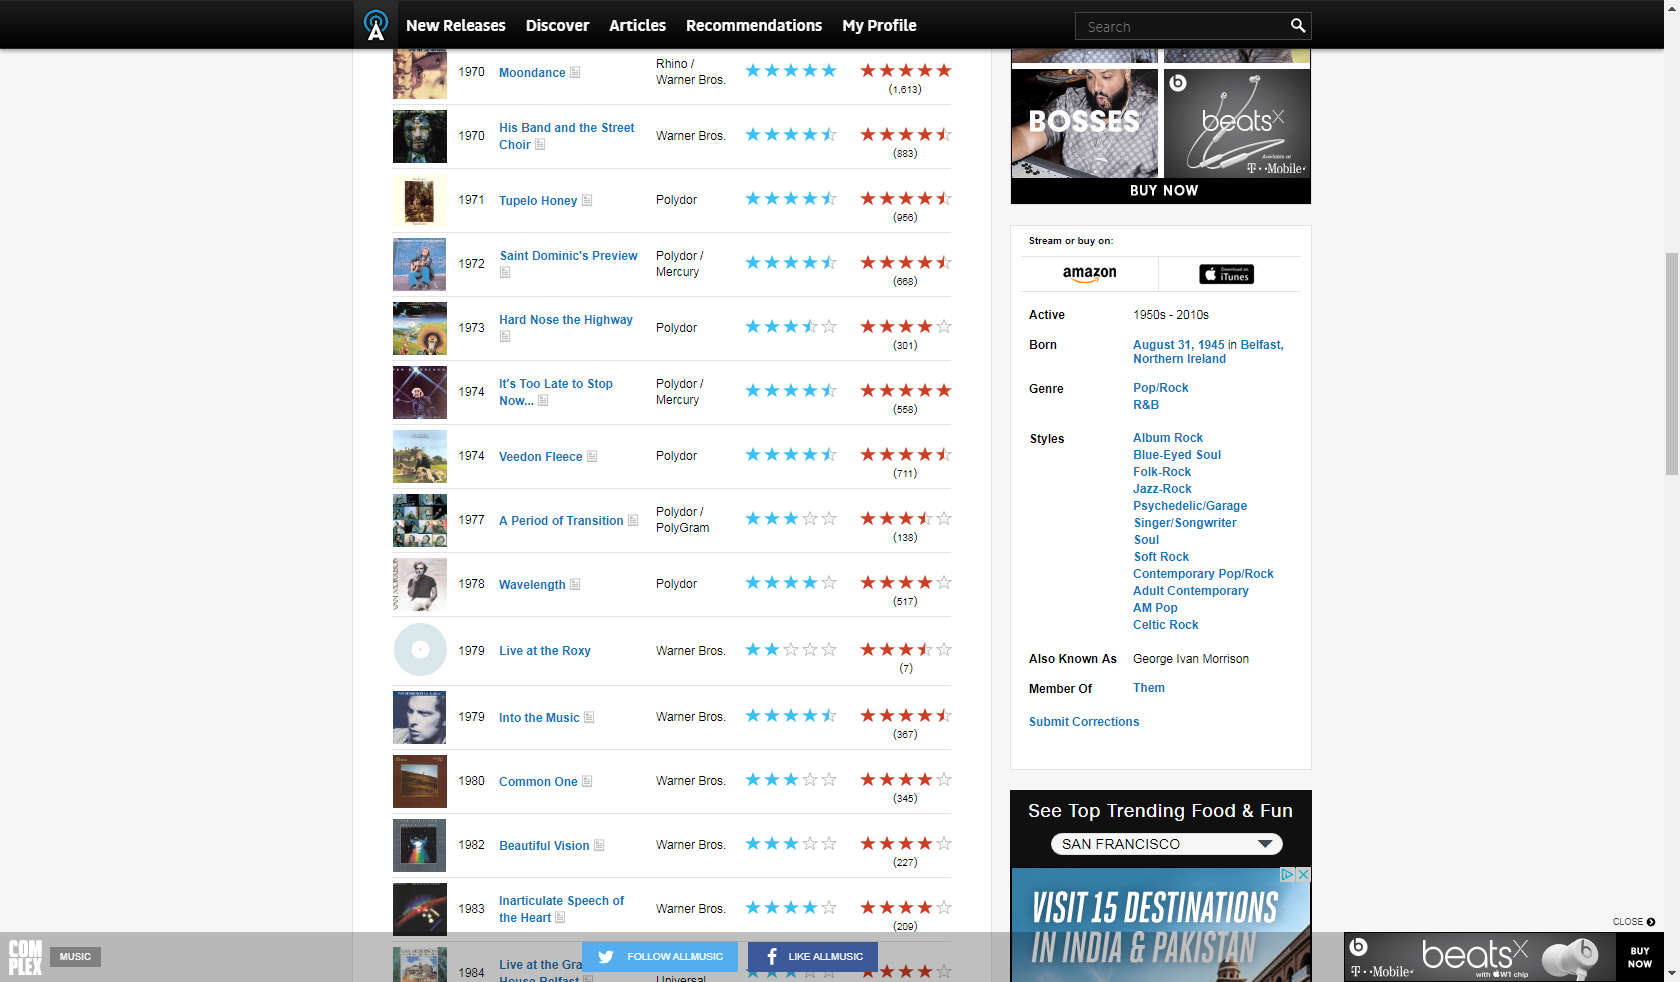 New Releases
Discover
Articles
Recommendations
My Profile
Search
1970
Moondance
Rhino /
Warner Bros.
(1,613)
1970
His Band and the Street
Choir
Warner Bros.
(883)
1971
Tupelo Honey
Polydor
(956)
1972
Saint Dominic's Preview
Polydor /
Mercury
(668)
1973
Hard Nose the Highway
Polydor
(301)
1974
It's Too Late to Stop
Now...
Polydor /
Mercury
(558)
1974
Veedon Fleece
Polydor
(711)
1977
A Period of Transition
Polydor /
PolyGram
(138)
1978
Wavelength
Polydor
(517)
1979
Live at the Roxy
Warner Bros.
(7)
1979
Into the Music
Warner Bros.
(367)
1980
Common One
Warner Bros.
(345)
1982
Beautiful Vision
Warner Bros.
(227)
1983
Inarticulate Speech of
the Heart
Warner Bros.
(209)
1984
Live at the Gra
House Belfast
Universal
BOSSES
b
beatsX
Available at
T-Mobile
BUY NOW
Stream or buy on:
amazon
Download on
iTunes
Active
1950s - 2010s
Born
August 31, 1945 in Belfast,
Northern Ireland
Genre
Pop/Rock
R&B
Styles
Album Rock
Blue-Eyed Soul
Folk-Rock
Jazz-Rock
Psychedelic/Garage
Singer/Songwriter
Soul
Soft Rock
Contemporary Pop/Rock
Adult Contemporary
AM Pop
Celtic Rock
Also Known As
George Ivan Morrison
Member Of
Them
Submit Corrections
See Top Trending Food & Fun
SAN FRANCISCO
VISIT 15 DESTINATIONS
IN INDIA & PAKISTAN
CLOSE
COM
PLEX
MUSIC
FOLLOW ALLMUSIC
LIKE ALLMUSIC
b
T-Mobile
beatsX
with W1 chip
b
BUY
NOW